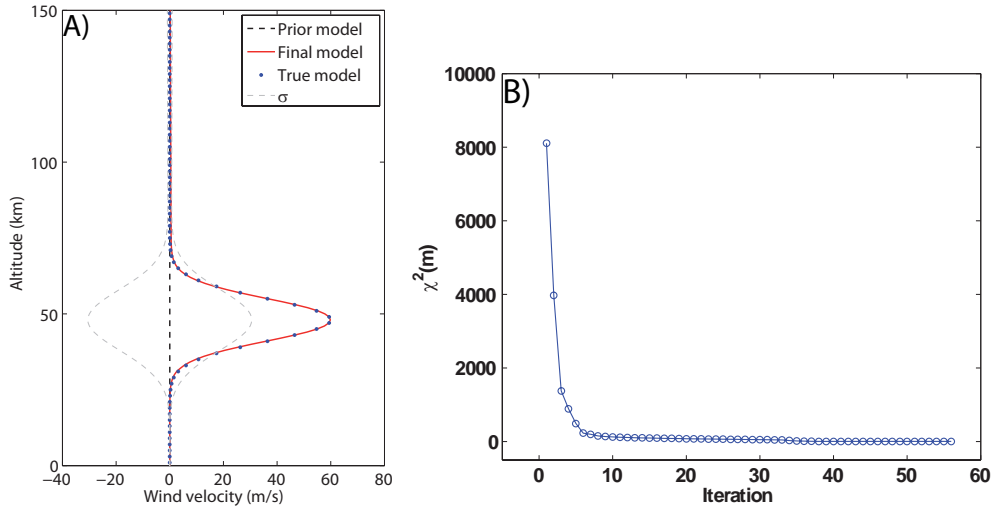 A)
Prior model
Final model
True model
σ
150
100
50
0
Altitude (km)
−40
−20
0
20
40
60
80
Wind velocity (m/s)
B)
10000
8000
6000
4000
2000
0
χ²(m)
0
10
20
30
40
50
60
Iteration